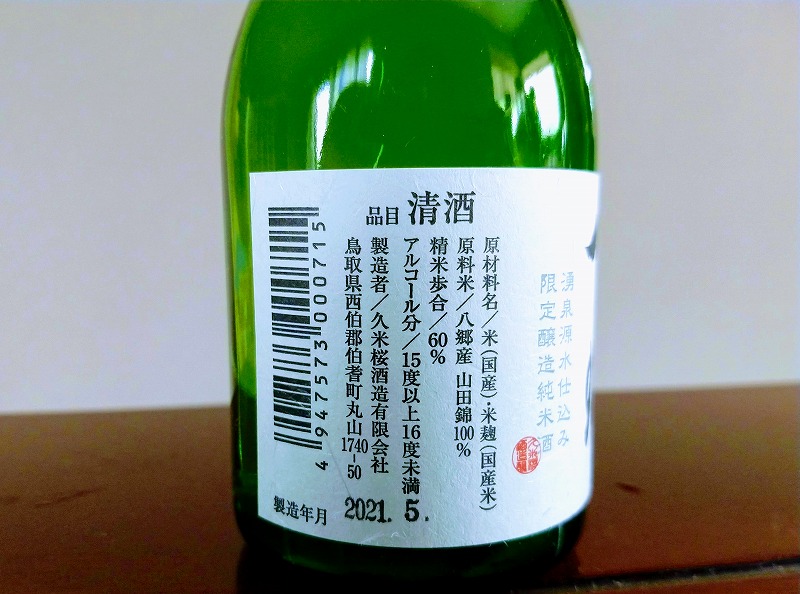 湧泉源水仕込み
限定醸造純米酒
品目 清酒
原材料名/米(国産)・米麹(国産米)
原料米/八郷産 山田錦100%
精米歩合/60%
アルコール分/15度以上16度未満
製造者/久米桜酒造有限会社
鳥取県西伯郡伯耆町丸山1740-50
製造年月 2021. 5.
4 947573 000715